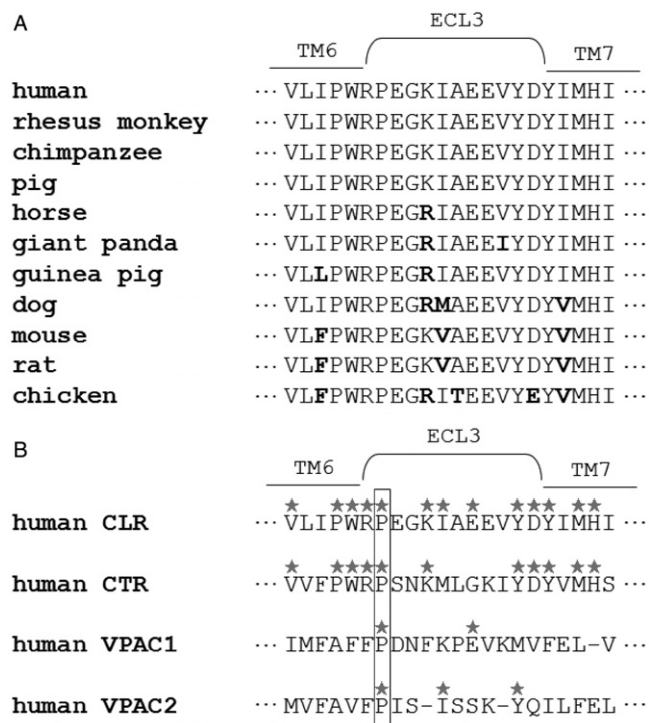 A
ECL3
TM6 TM7
human ··· VLIPWRPEGKIAEEVYDYIMHI ···
rhesus monkey ··· VLIPWRPEGKIAEEVYDYIMHI ···
chimpanzee ··· VLIPWRPEGKIAEEVYDYIMHI ···
pig ··· VLIPWRPEGKIAEEVYDYIMHI ···
horse ··· VLIPWRPEGRIAEEVYDYIMHI ···
giant panda ··· VLIPWRPEGRIAEEIYDYIMHI ···
guinea pig ··· VLLPWRPEGRIAEEVYDYIMHI ···
dog ··· VLIPWRPEGRMAEEVYDYVMHI ···
mouse ··· VLFPWRPEGKVAEEVYDYVMHI ···
rat ··· VLFPWRPEGKVAEEVYDYVMHI ···
chicken ··· VLFPWRPEGRITEEVYEYVMHI ···
B
ECL3
TM6 TM7
human CLR ··· VLIPWRPEGKIAEEVYDYIMHI ···
human CTR ··· VVFPWRPSNKMLGKIYDYVMHS ···
human VPAC1 ··· IMFAFFPDNFKPEVKMVFEL-V ···
human VPAC2 ··· MVFAVFPIS-ISSK-YQILFEL ···